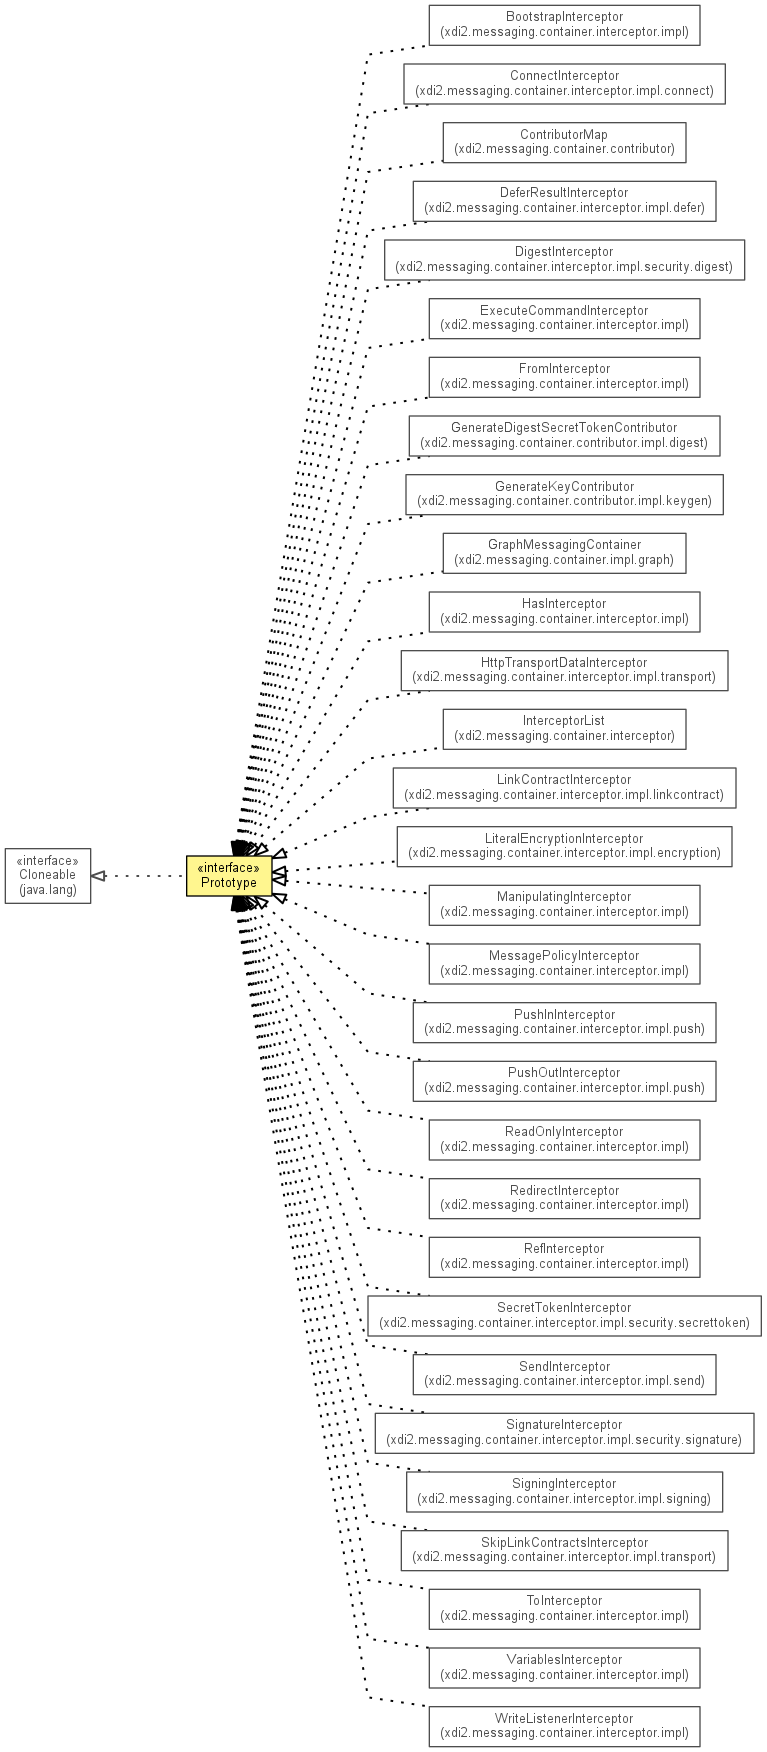 BootstrapInterceptor
(xdi2.messaging.container.interceptor.impl)
ConnectInterceptor
(xdi2.messaging.container.interceptor.impl.connect)
ContributorMap
(xdi2.messaging.container.contributor)
DeferResultInterceptor
(xdi2.messaging.container.interceptor.impl.defer)
DigestInterceptor
(xdi2.messaging.container.interceptor.impl.security.digest)
ExecuteCommandInterceptor
(xdi2.messaging.container.interceptor.impl)
FromInterceptor
(xdi2.messaging.container.interceptor.impl)
GenerateDigestSecretTokenContributor
(xdi2.messaging.container.contributor.impl.digest)
GenerateKeyContributor
(xdi2.messaging.container.contributor.impl.keygen)
GraphMessagingContainer
(xdi2.messaging.container.impl.graph)
HasInterceptor
(xdi2.messaging.container.interceptor.impl)
HttpTransportDataInterceptor
(xdi2.messaging.container.interceptor.impl.transport)
InterceptorList
(xdi2.messaging.container.interceptor)
LinkContractInterceptor
(xdi2.messaging.container.interceptor.impl.linkcontract)
LiteralEncryptionInterceptor
(xdi2.messaging.container.interceptor.impl.encryption)
«interface»
Cloneable
(java.lang)
«interface»
Prototype
ManipulatingInterceptor
(xdi2.messaging.container.interceptor.impl)
MessagePolicyInterceptor
(xdi2.messaging.container.interceptor.impl)
PushInInterceptor
(xdi2.messaging.container.interceptor.impl.push)
PushOutInterceptor
(xdi2.messaging.container.interceptor.impl.push)
ReadOnlyInterceptor
(xdi2.messaging.container.interceptor.impl)
RedirectInterceptor
(xdi2.messaging.container.interceptor.impl)
RefInterceptor
(xdi2.messaging.container.interceptor.impl)
SecretTokenInterceptor
(xdi2.messaging.container.interceptor.impl.security.secrettoken)
SendInterceptor
(xdi2.messaging.container.interceptor.impl.send)
SignatureInterceptor
(xdi2.messaging.container.interceptor.impl.security.signature)
SigningInterceptor
(xdi2.messaging.container.interceptor.impl.signing)
SkipLinkContractsInterceptor
(xdi2.messaging.container.interceptor.impl.transport)
ToInterceptor
(xdi2.messaging.container.interceptor.impl)
VariablesInterceptor
(xdi2.messaging.container.interceptor.impl)
WriteListenerInterceptor
(xdi2.messaging.container.interceptor.impl)